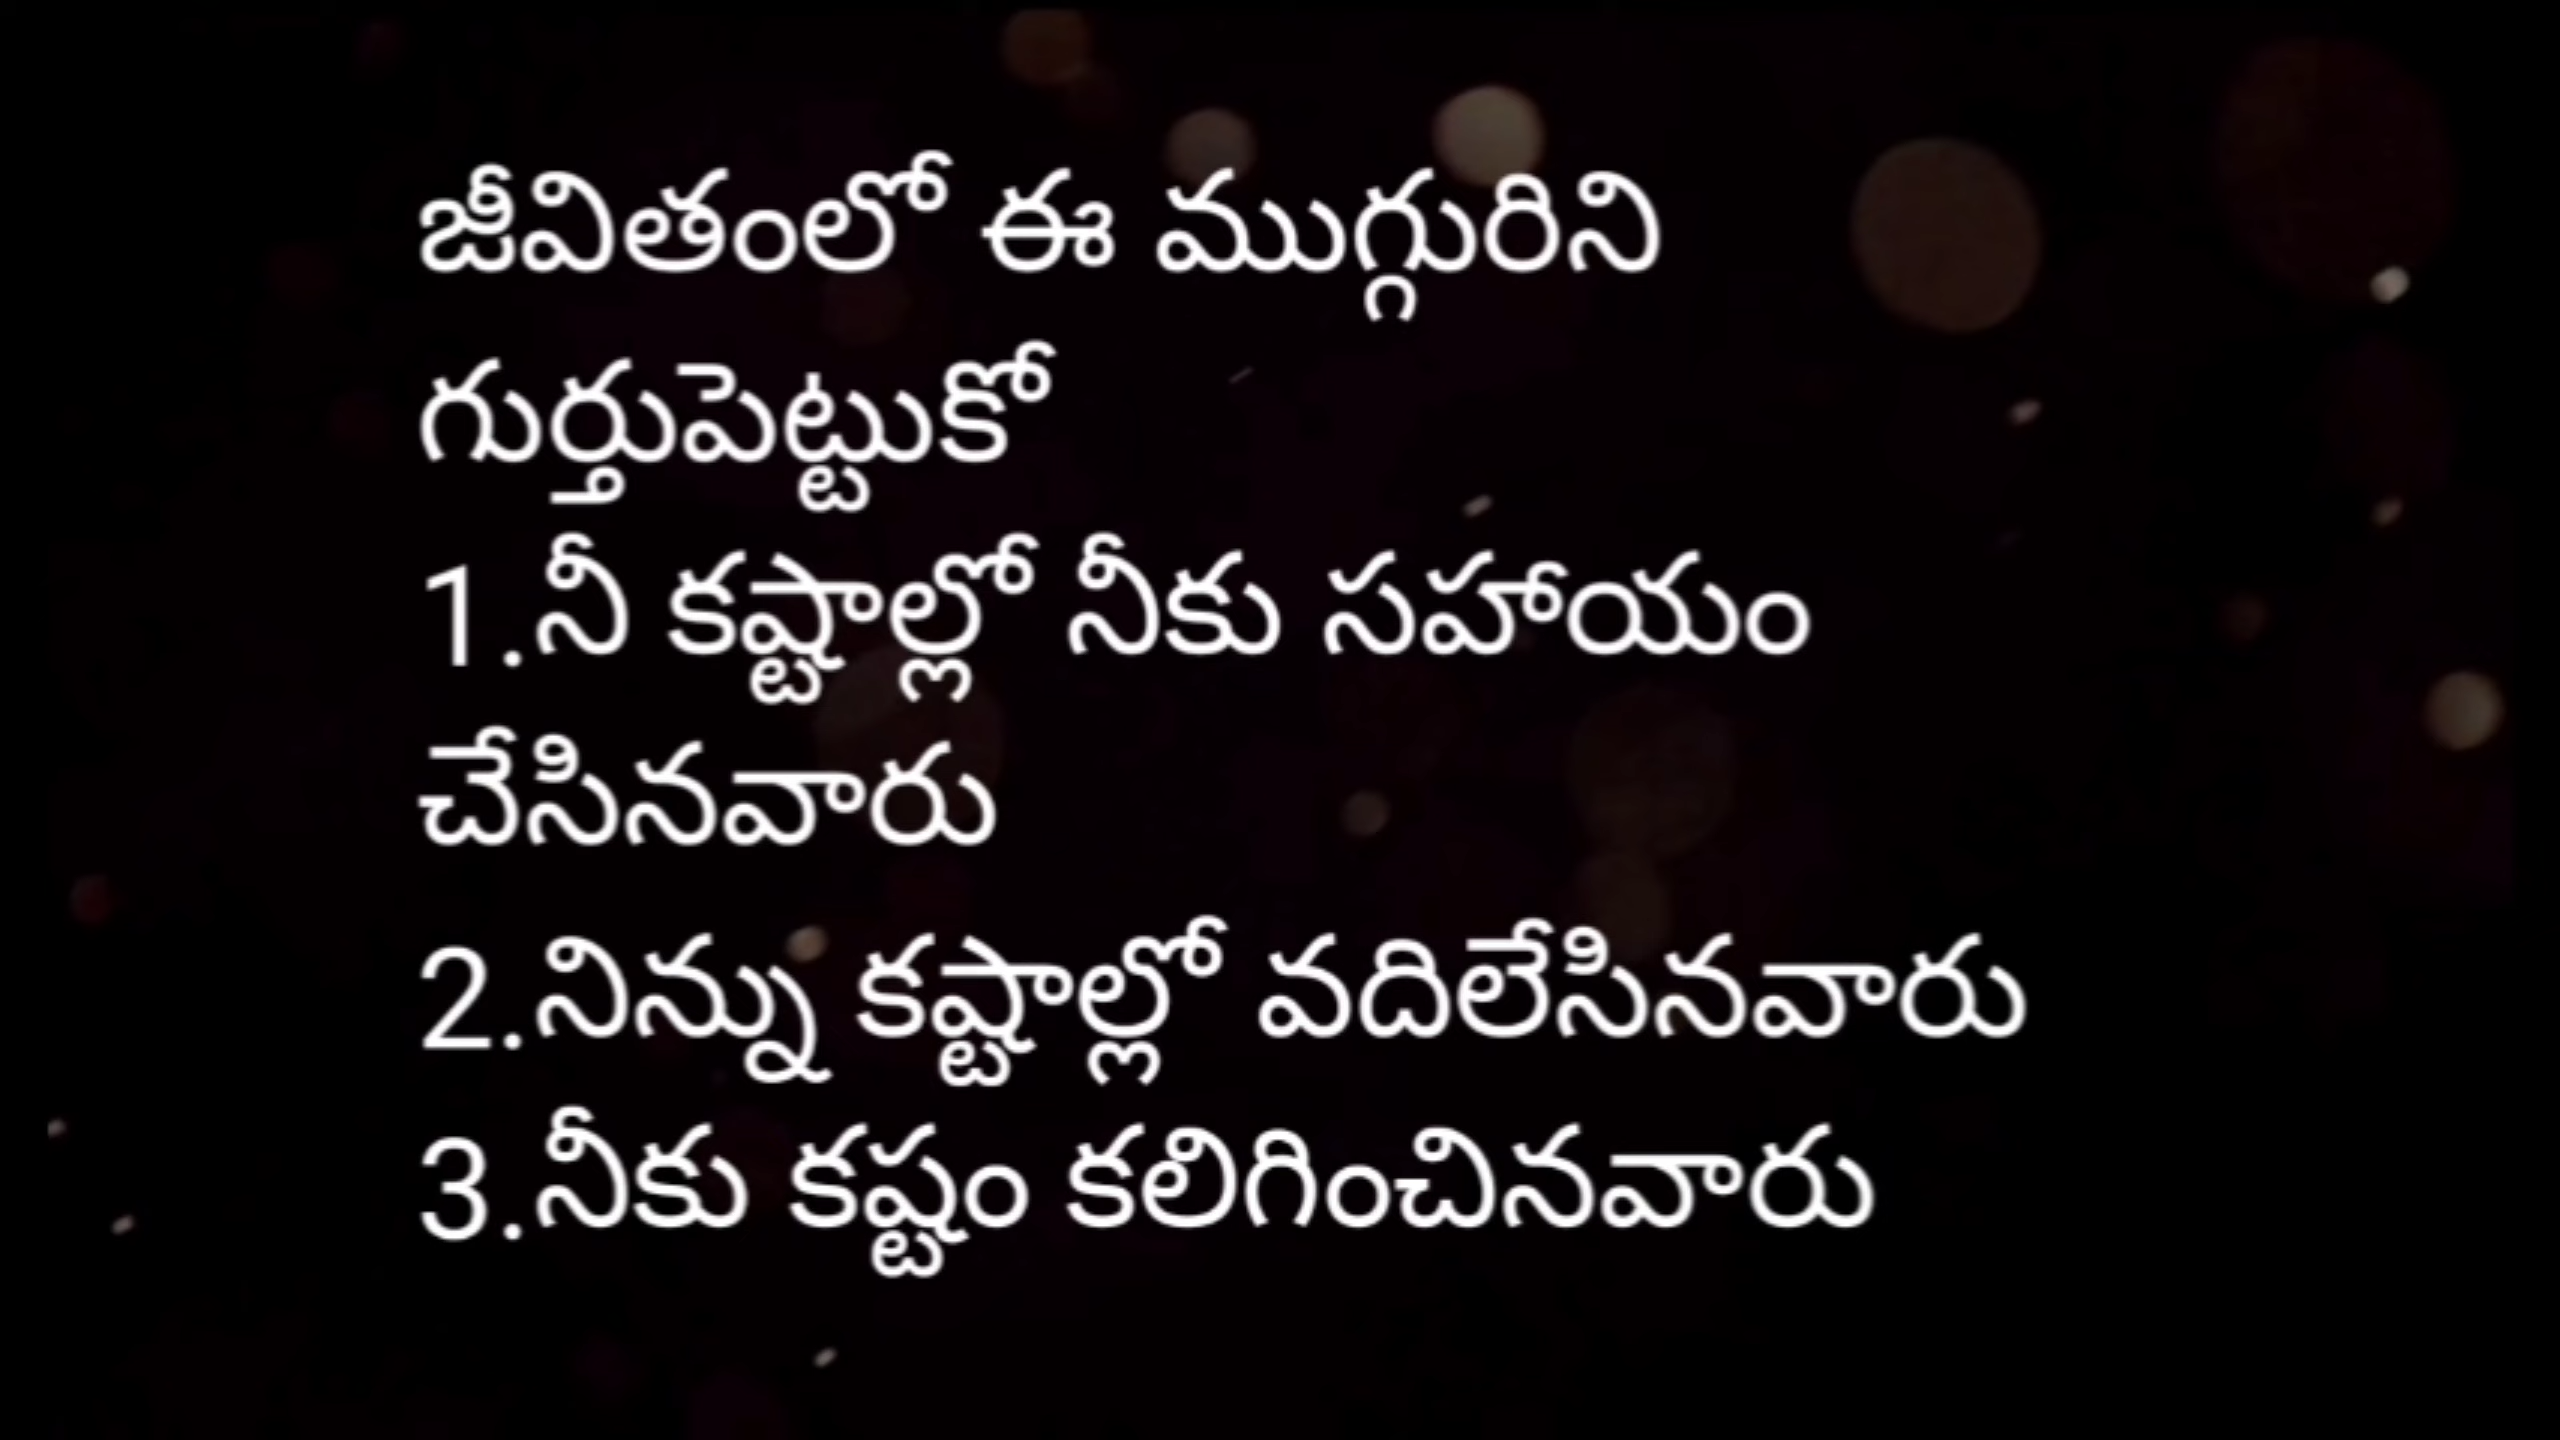 జీవితంలో ఈ ముగ్గురిని
గుర్తుపెట్టుకో
1.నీ కష్టాల్లో నీకు సహాయం
చేసినవారు
2.నిన్ను కష్టాల్లో వదిలేసినవారు
3.నీకు కష్టం కలిగించినవారు